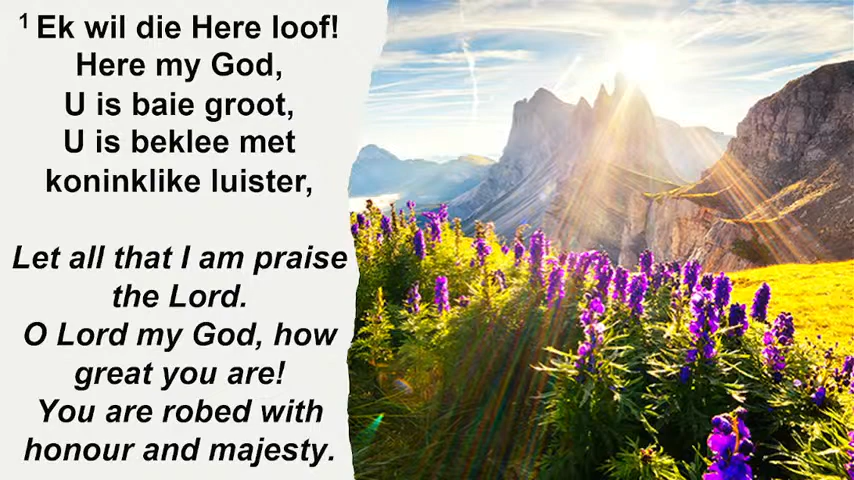 1 Ek wil die Here loof!
Here my God,
U is baie groot,
U is beklee met
koninklike luister,
Let all that I am praise
the Lord.
O Lord my God, how
great you are!
You are robed with
honour and majesty.